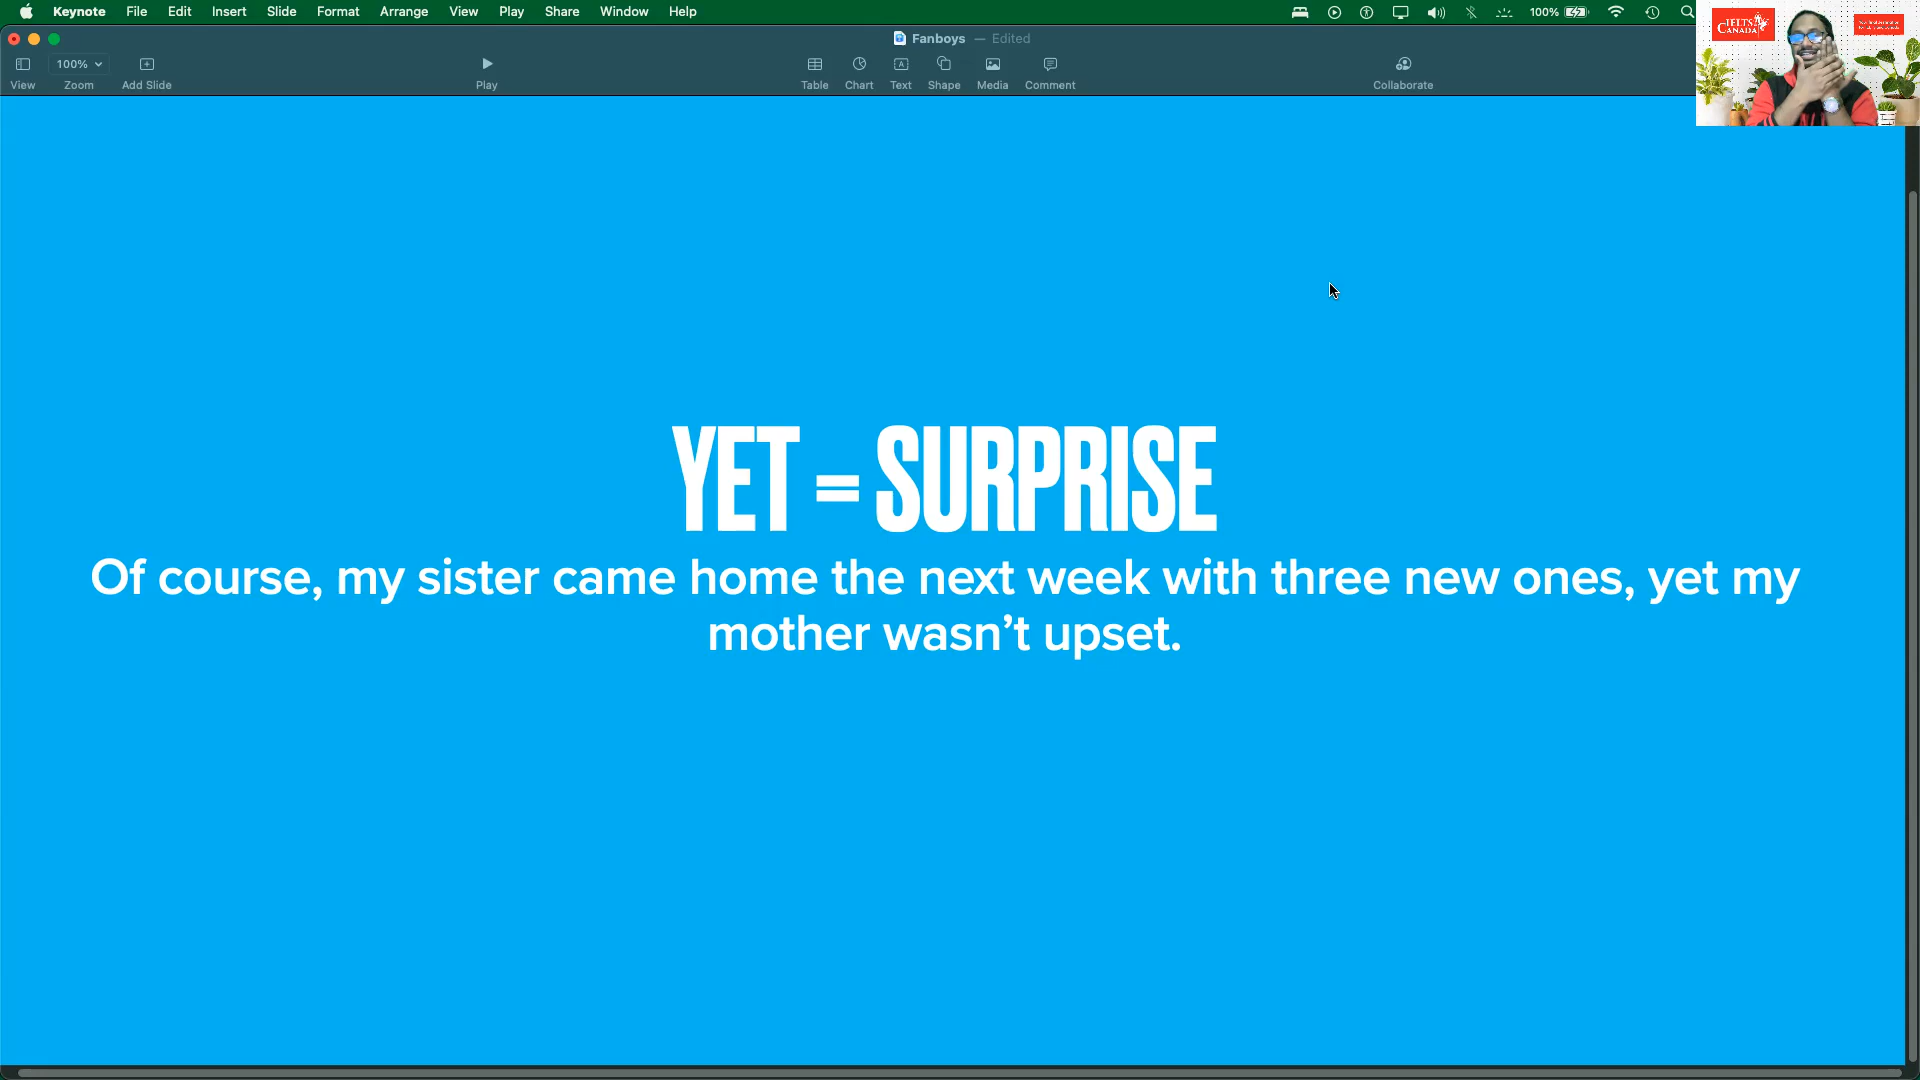 Keynote File Edit Insert Slide Format Arrange View Play Share Window Help 100%
Fanboys — Edited
100%
View Zoom Add Slide Play Table Chart Text Shape Media Comment Collaborate
IELTS
CANADA
YET = SURPRISE
Of course, my sister came home the next week with three new ones, yet my
mother wasn’t upset.